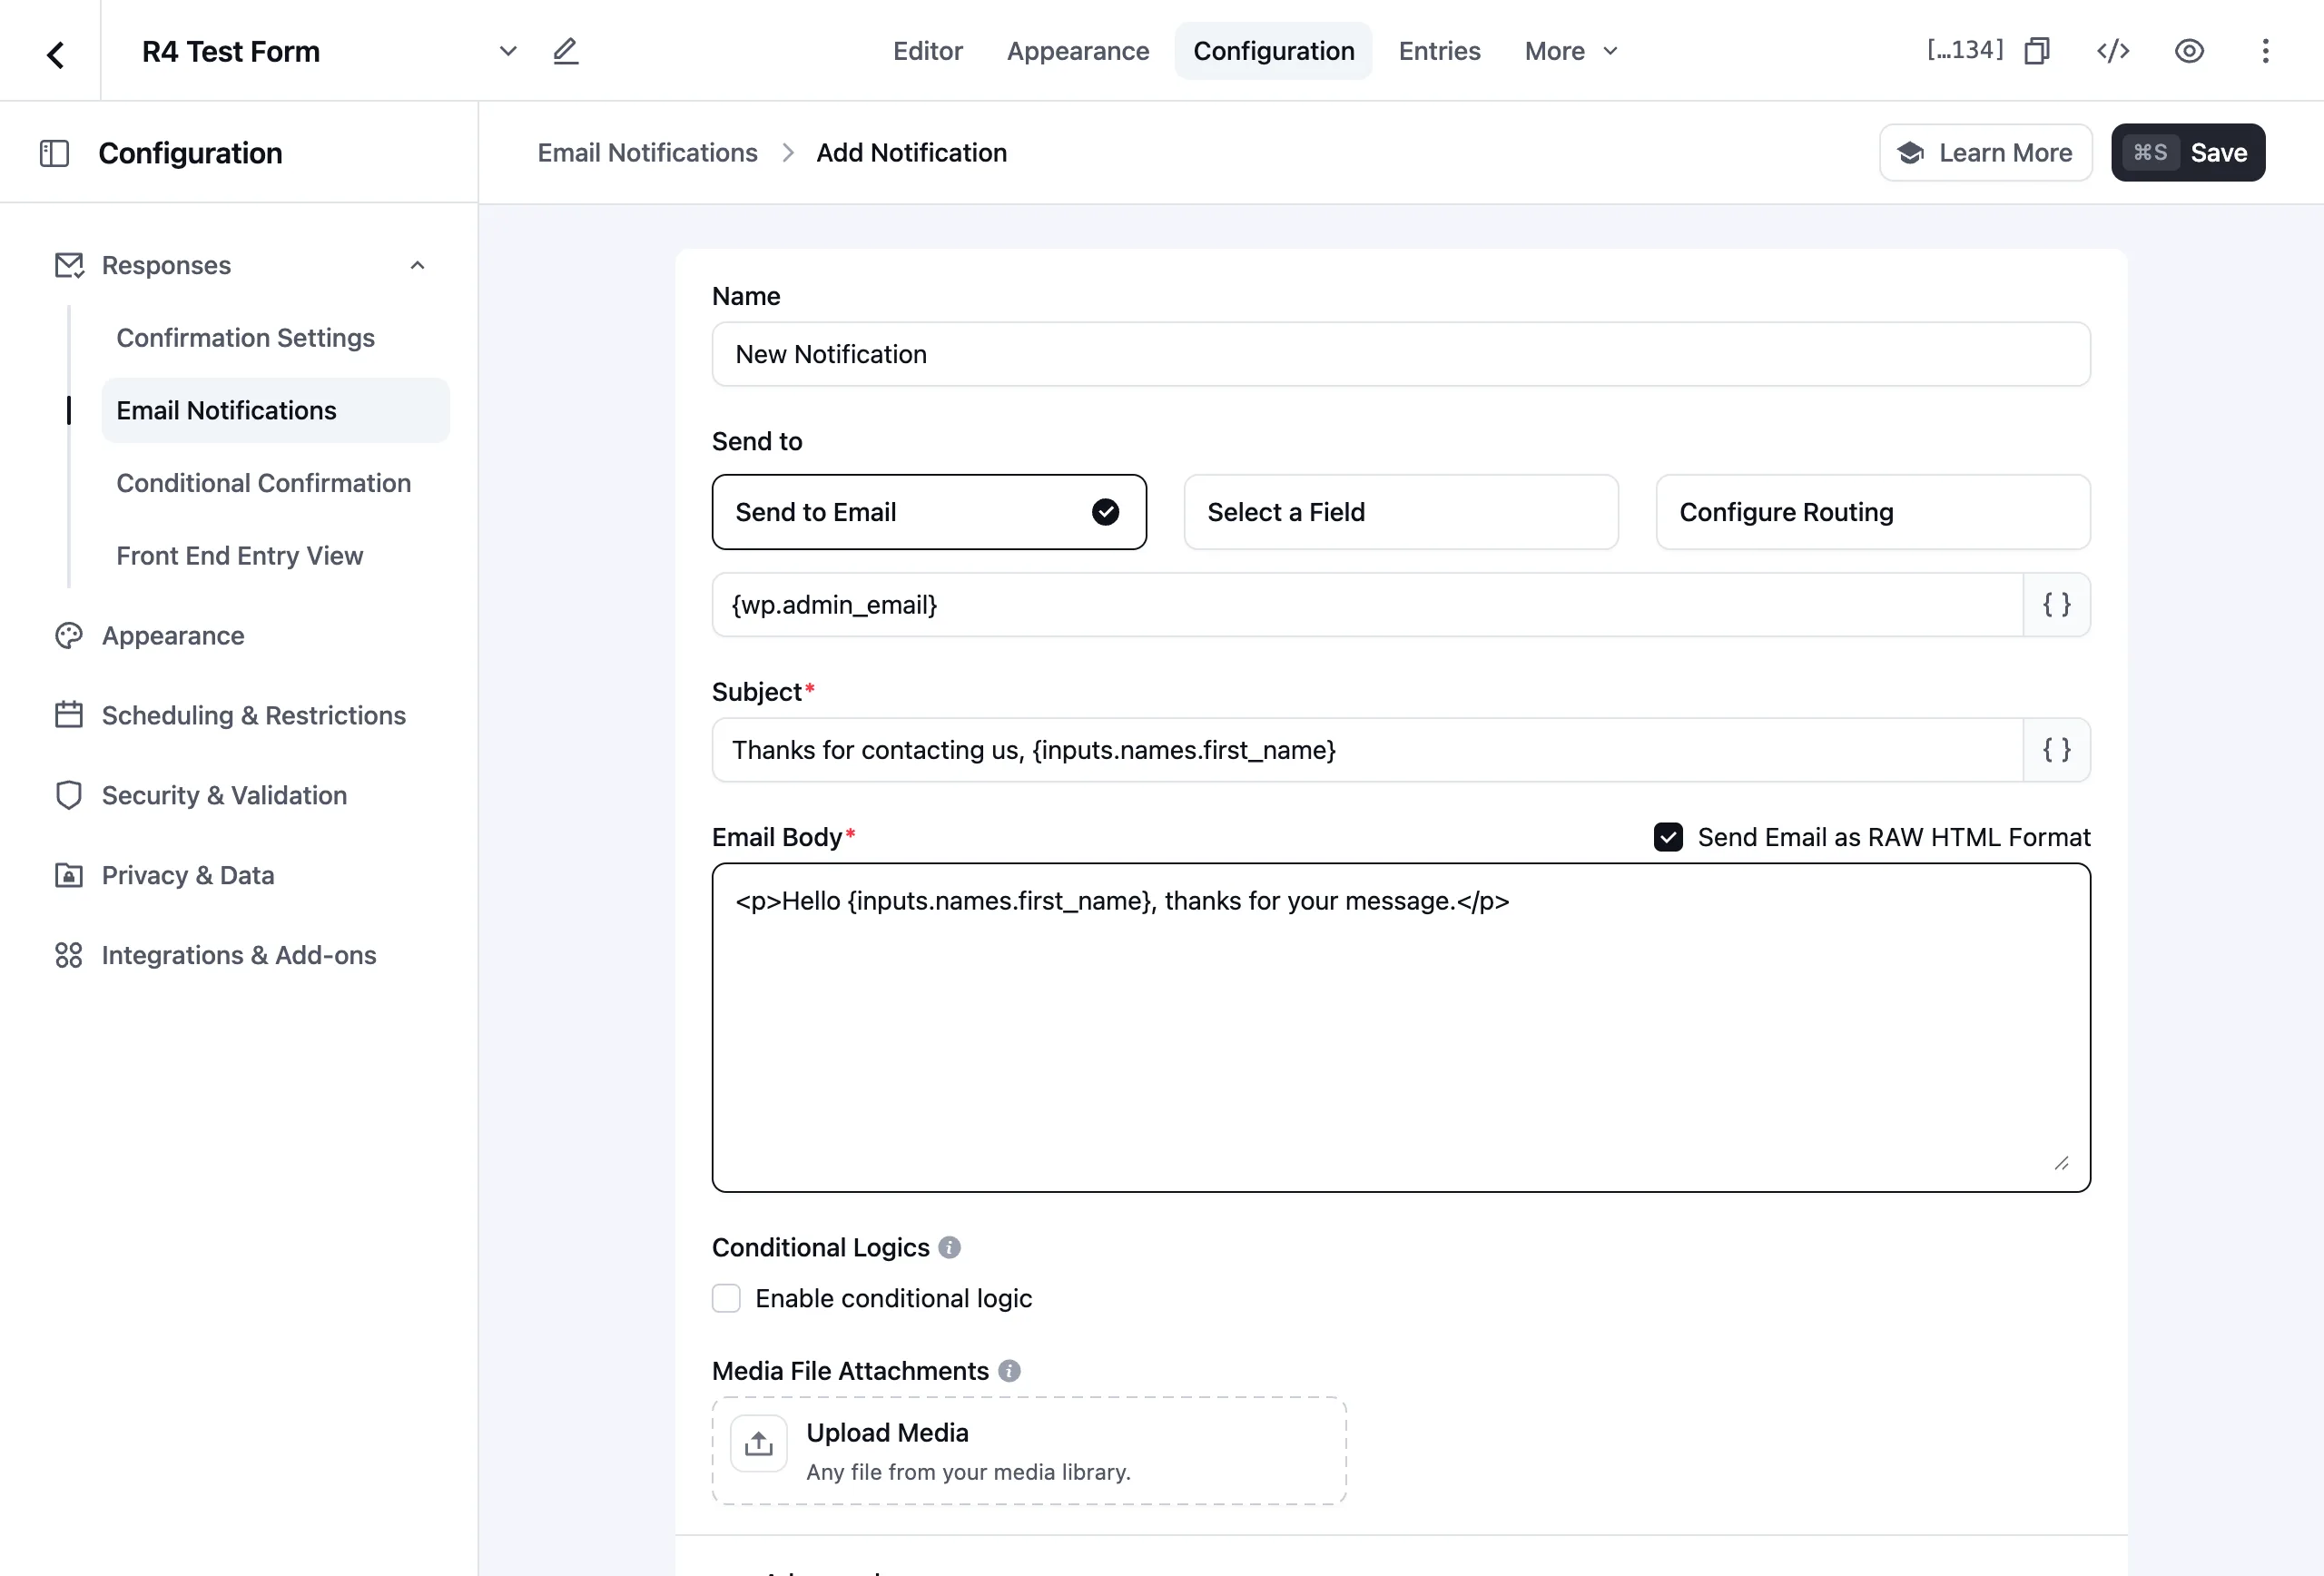 R4 Test Form
Editor
Appearance
Configuration
Entries
More
[...134]
</>
Configuration
Email Notifications > Add Notification
Learn More
⌘S Save
Responses
Confirmation Settings
Email Notifications
Conditional Confirmation
Front End Entry View
Appearance
Scheduling & Restrictions
Security & Validation
Privacy & Data
Integrations & Add-ons
Name
New Notification
Send to
Send to Email
Select a Field
Configure Routing
{wp.admin_email}
{ }
Subject*
Thanks for contacting us, {inputs.names.first_name}
{ }
Email Body*
Send Email as RAW HTML Format
<p>Hello {inputs.names.first_name}, thanks for your message.</p>
Conditional Logics
Enable conditional logic
Media File Attachments
Upload Media
Any file from your media library.